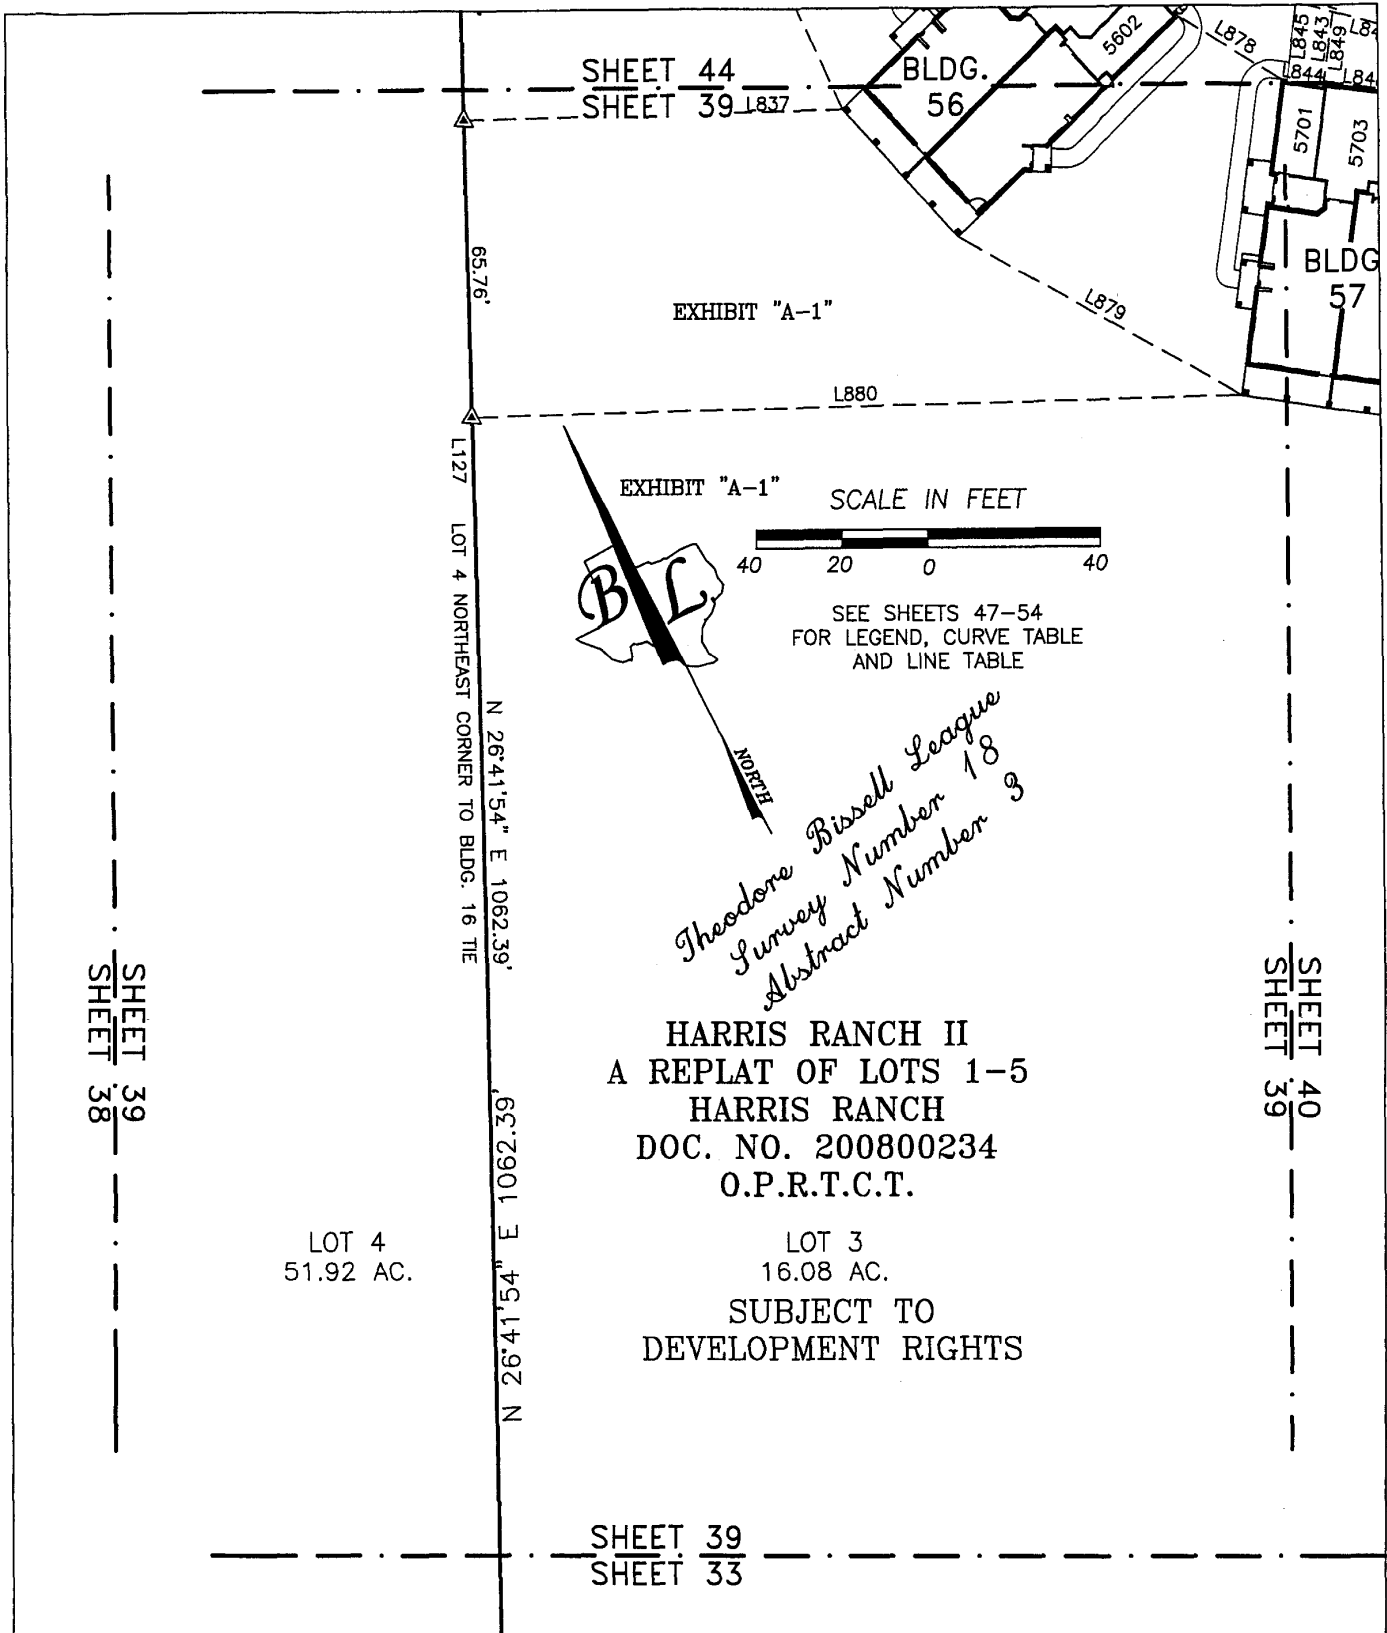 SHEET 44
SHEET 39
L837
BLDG.
56
5602
L878
L845
L843
L849
L844
5701
5703
BLDG
57
65.76'
EXHIBIT "A-1"
L879
L880
L127 LOT 4 NORTHEAST CORNER TO BLDG. 16 TIE
EXHIBIT "A-1"
SCALE IN FEET
40 20 0 40
B L
SEE SHEETS 47-54
FOR LEGEND, CURVE TABLE
AND LINE TABLE
NORTH
N 26°41'54" E 1062.39'
Theodore Bissell League
Survey Number 18
Abstract Number 3
SHEET 39
SHEET 38
SHEET 40
SHEET 39
HARRIS RANCH II
A REPLAT OF LOTS 1-5
HARRIS RANCH
DOC. NO. 200800234
O.P.R.T.C.T.
N 26°41'54" E 1062.39'
LOT 4
51.92 AC.
LOT 3
16.08 AC.
SUBJECT TO
DEVELOPMENT RIGHTS
SHEET 39
SHEET 33